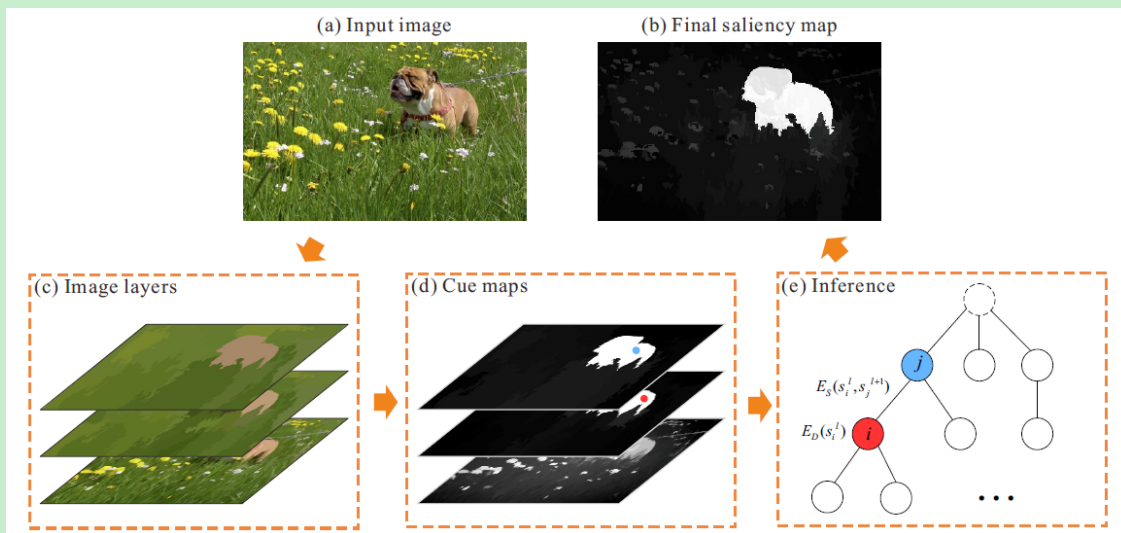 (a) Input image
(b) Final saliency map
(c) Image layers
(d) Cue maps
(e) Inference
j
E_S(s_i^l, s_j^{l+1})
E_D(s_i^l)
i
• • •